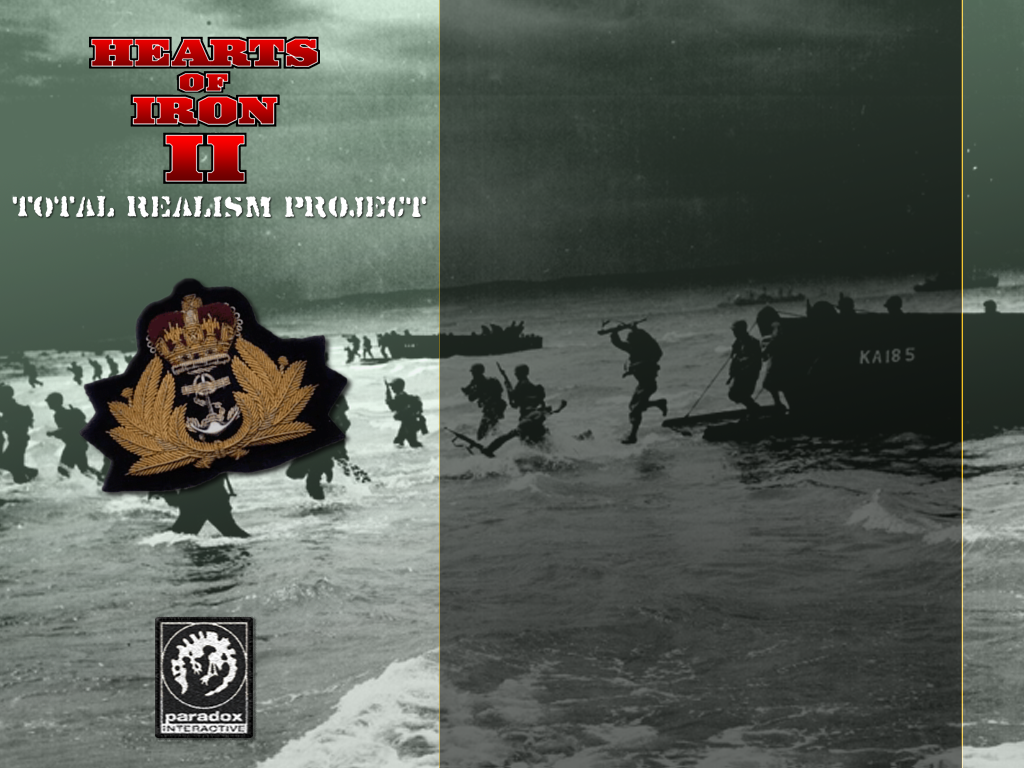 HEARTS
OF
IRON
II
TOTAL REALISM PROJECT
KA185
paradox
INTERACTIVE